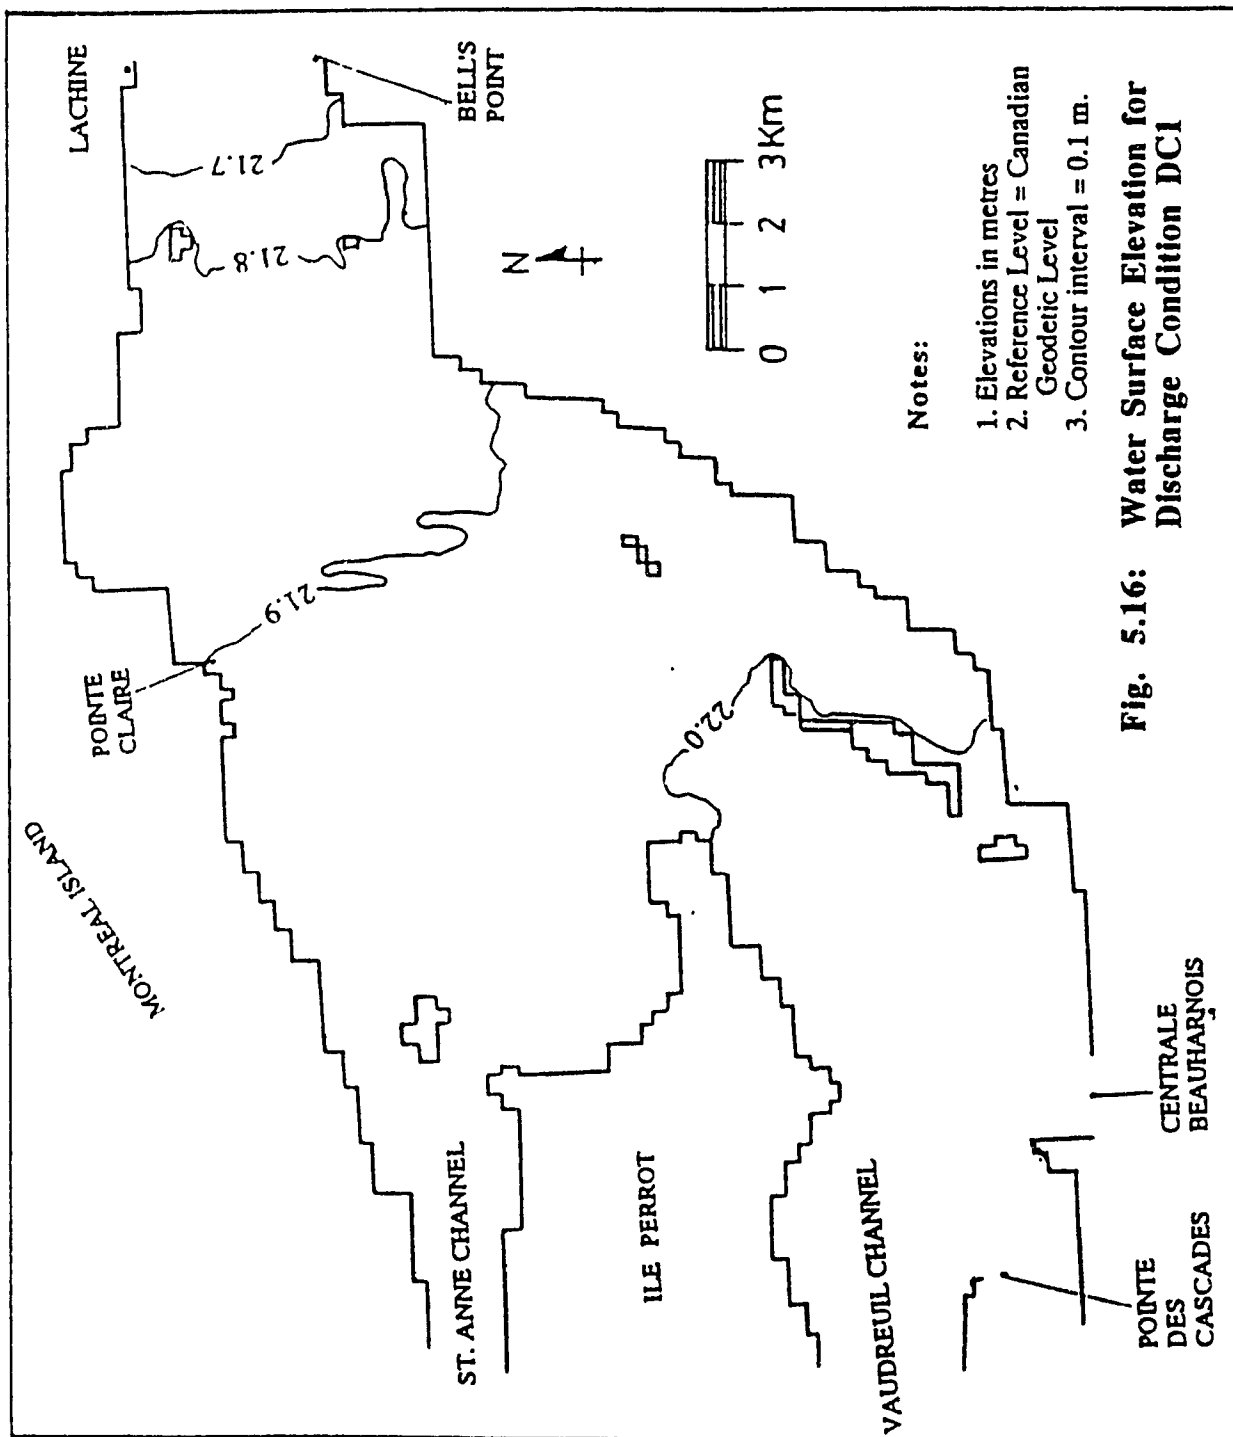 MONTREAL ISLAND
POINTE
CLAIRE
LACHINE
BELL'S
POINT
21.7
21.8
21.9
22.0
ST. ANNE CHANNEL
ILE PERROT
VAUDREUIL CHANNEL
POINTE
DES
CASCADES
CENTRALE
BEAUHARNOIS
N
0 1 2 3Km
Notes:
1. Elevations in metres
2. Reference Level = Canadian
Geodetic Level
3. Contour interval = 0.1 m.
Fig. 5.16: Water Surface Elevation for
Discharge Condition DC1